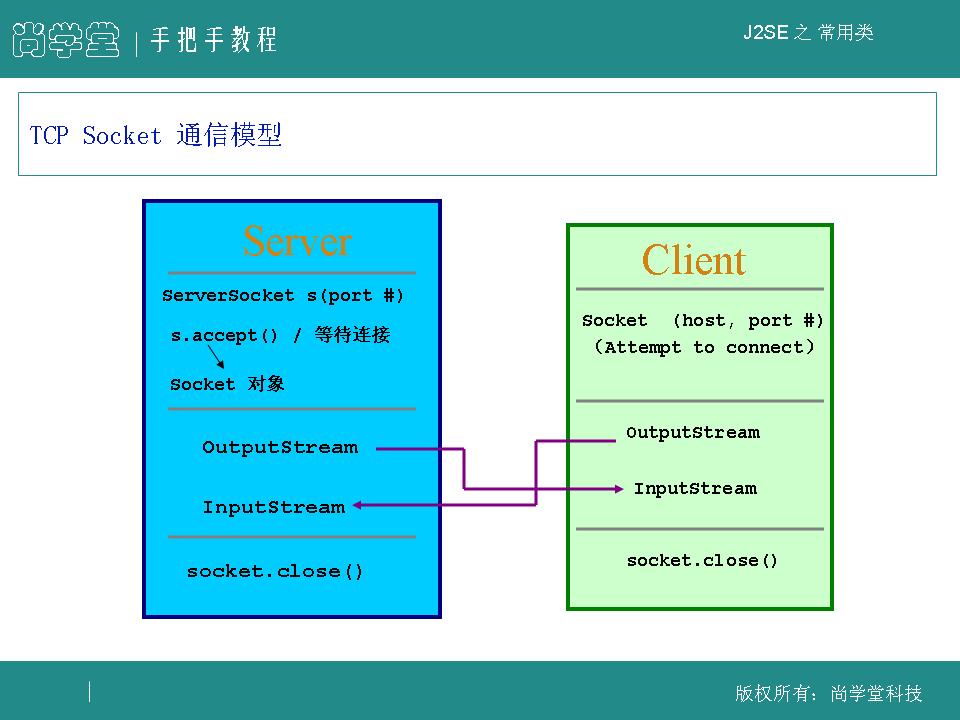 尚学堂 | 手把手教程
J2SE 之 常用类
TCP Socket 通信模型
Server
ServerSocket s(port #)
s.accept() / 等待连接
Socket 对象
OutputStream
InputStream
socket.close()
Client
Socket (host, port #)
(Attempt to connect)
OutputStream
InputStream
socket.close()
版权所有：尚学堂科技